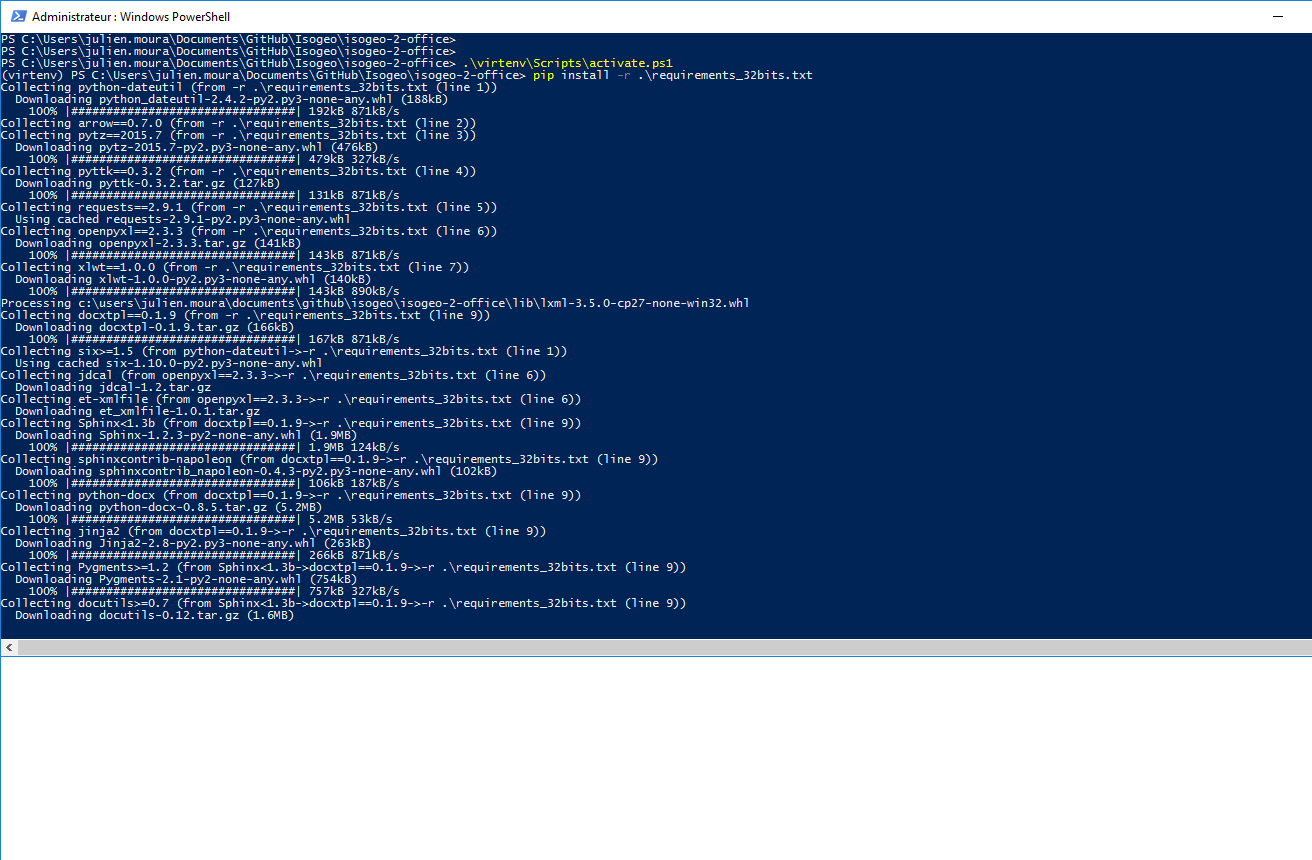 Administrateur : Windows PowerShell
PS C:\Users\julien.moura\Documents\GitHub\Isogeo\isogeo-2-office>
PS C:\Users\julien.moura\Documents\GitHub\Isogeo\isogeo-2-office>
PS C:\Users\julien.moura\Documents\GitHub\Isogeo\isogeo-2-office> .\virtenv\Scripts\activate.ps1
(virtenv) PS C:\Users\julien.moura\Documents\GitHub\Isogeo\isogeo-2-office> pip install -r .\requirements_32bits.txt
Collecting python-dateutil (from -r .\requirements_32bits.txt (line 1))
  Downloading python_dateutil-2.4.2-py2.py3-none-any.whl (188kB)
    100% |################################| 192kB 871kB/s
Collecting arrow==0.7.0 (from -r .\requirements_32bits.txt (line 2))
Collecting pytz==2015.7 (from -r .\requirements_32bits.txt (line 3))
  Downloading pytz-2015.7-py2.py3-none-any.whl (476kB)
    100% |################################| 479kB 327kB/s
Collecting pyttk==0.3.2 (from -r .\requirements_32bits.txt (line 4))
  Downloading pyttk-0.3.2.tar.gz (127kB)
    100% |################################| 131kB 871kB/s
Collecting requests==2.9.1 (from -r .\requirements_32bits.txt (line 5))
  Using cached requests-2.9.1-py2.py3-none-any.whl
Collecting openpyxl==2.3.3 (from -r .\requirements_32bits.txt (line 6))
  Downloading openpyxl-2.3.3.tar.gz (141kB)
    100% |################################| 143kB 871kB/s
Collecting xlwt==1.0.0 (from -r .\requirements_32bits.txt (line 7))
  Downloading xlwt-1.0.0-py2.py3-none-any.whl (140kB)
    100% |################################| 143kB 890kB/s
Processing c:\users\julien.moura\documents\github\isogeo\isogeo-2-office\lib\lxml-3.5.0-cp27-none-win32.whl
Collecting docxtpl==0.1.9 (from -r .\requirements_32bits.txt (line 9))
  Downloading docxtpl-0.1.9.tar.gz (166kB)
    100% |################################| 167kB 871kB/s
Collecting six>=1.5 (from python-dateutil->-r .\requirements_32bits.txt (line 1))
  Using cached six-1.10.0-py2.py3-none-any.whl
Collecting jdcal (from openpyxl==2.3.3->-r .\requirements_32bits.txt (line 6))
  Downloading jdcal-1.2.tar.gz
Collecting et-xmlfile (from openpyxl==2.3.3->-r .\requirements_32bits.txt (line 6))
  Downloading et_xmlfile-1.0.1.tar.gz
Collecting Sphinx<1.3b (from docxtpl==0.1.9->-r .\requirements_32bits.txt (line 9))
  Downloading Sphinx-1.2.3-py2-none-any.whl (1.9MB)
    100% |################################| 1.9MB 124kB/s
Collecting sphinxcontrib-napoleon (from docxtpl==0.1.9->-r .\requirements_32bits.txt (line 9))
  Downloading sphinxcontrib_napoleon-0.4.3-py2.py3-none-any.whl (102kB)
    100% |################################| 106kB 187kB/s
Collecting python-docx (from docxtpl==0.1.9->-r .\requirements_32bits.txt (line 9))
  Downloading python-docx-0.8.5.tar.gz (5.2MB)
    100% |################################| 5.2MB 53kB/s
Collecting jinja2 (from docxtpl==0.1.9->-r .\requirements_32bits.txt (line 9))
  Downloading Jinja2-2.8-py2.py3-none-any.whl (263kB)
    100% |################################| 266kB 871kB/s
Collecting Pygments>=1.2 (from Sphinx<1.3b->docxtpl==0.1.9->-r .\requirements_32bits.txt (line 9))
  Downloading Pygments-2.1-py2-none-any.whl (754kB)
    100% |################################| 757kB 327kB/s
Collecting docutils>=0.7 (from Sphinx<1.3b->docxtpl==0.1.9->-r .\requirements_32bits.txt (line 9))
  Downloading docutils-0.12.tar.gz (1.6MB)